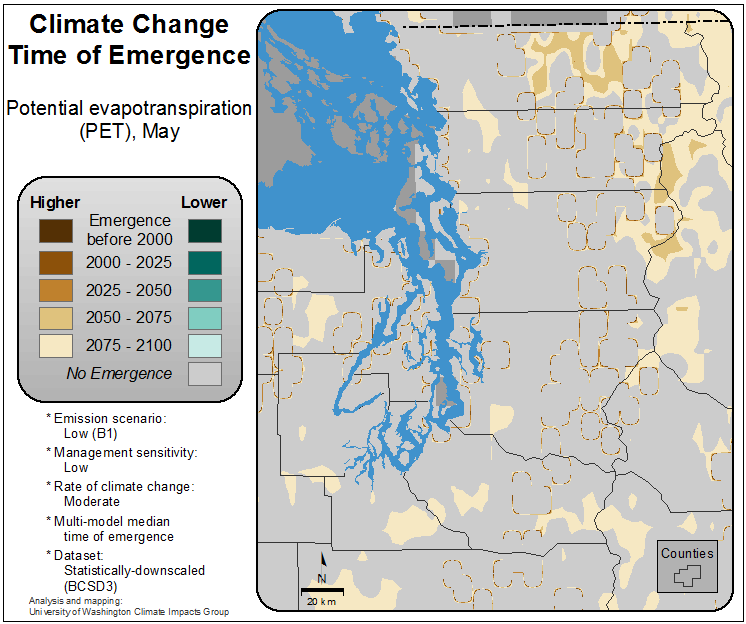 Climate Change
Time of Emergence
Potential evapotranspiration
(PET), May
Higher Lower
Emergence
before 2000
2000 - 2025
2025 - 2050
2050 - 2075
2075 - 2100
No Emergence
* Emission scenario:
Low (B1)
* Management sensitivity:
Low
* Rate of climate change:
Moderate
* Multi-model median
time of emergence
* Dataset:
Statistically-downscaled
(BCSD3)
Analysis and mapping:
University of Washington Climate Impacts Group
N
20 km
Counties